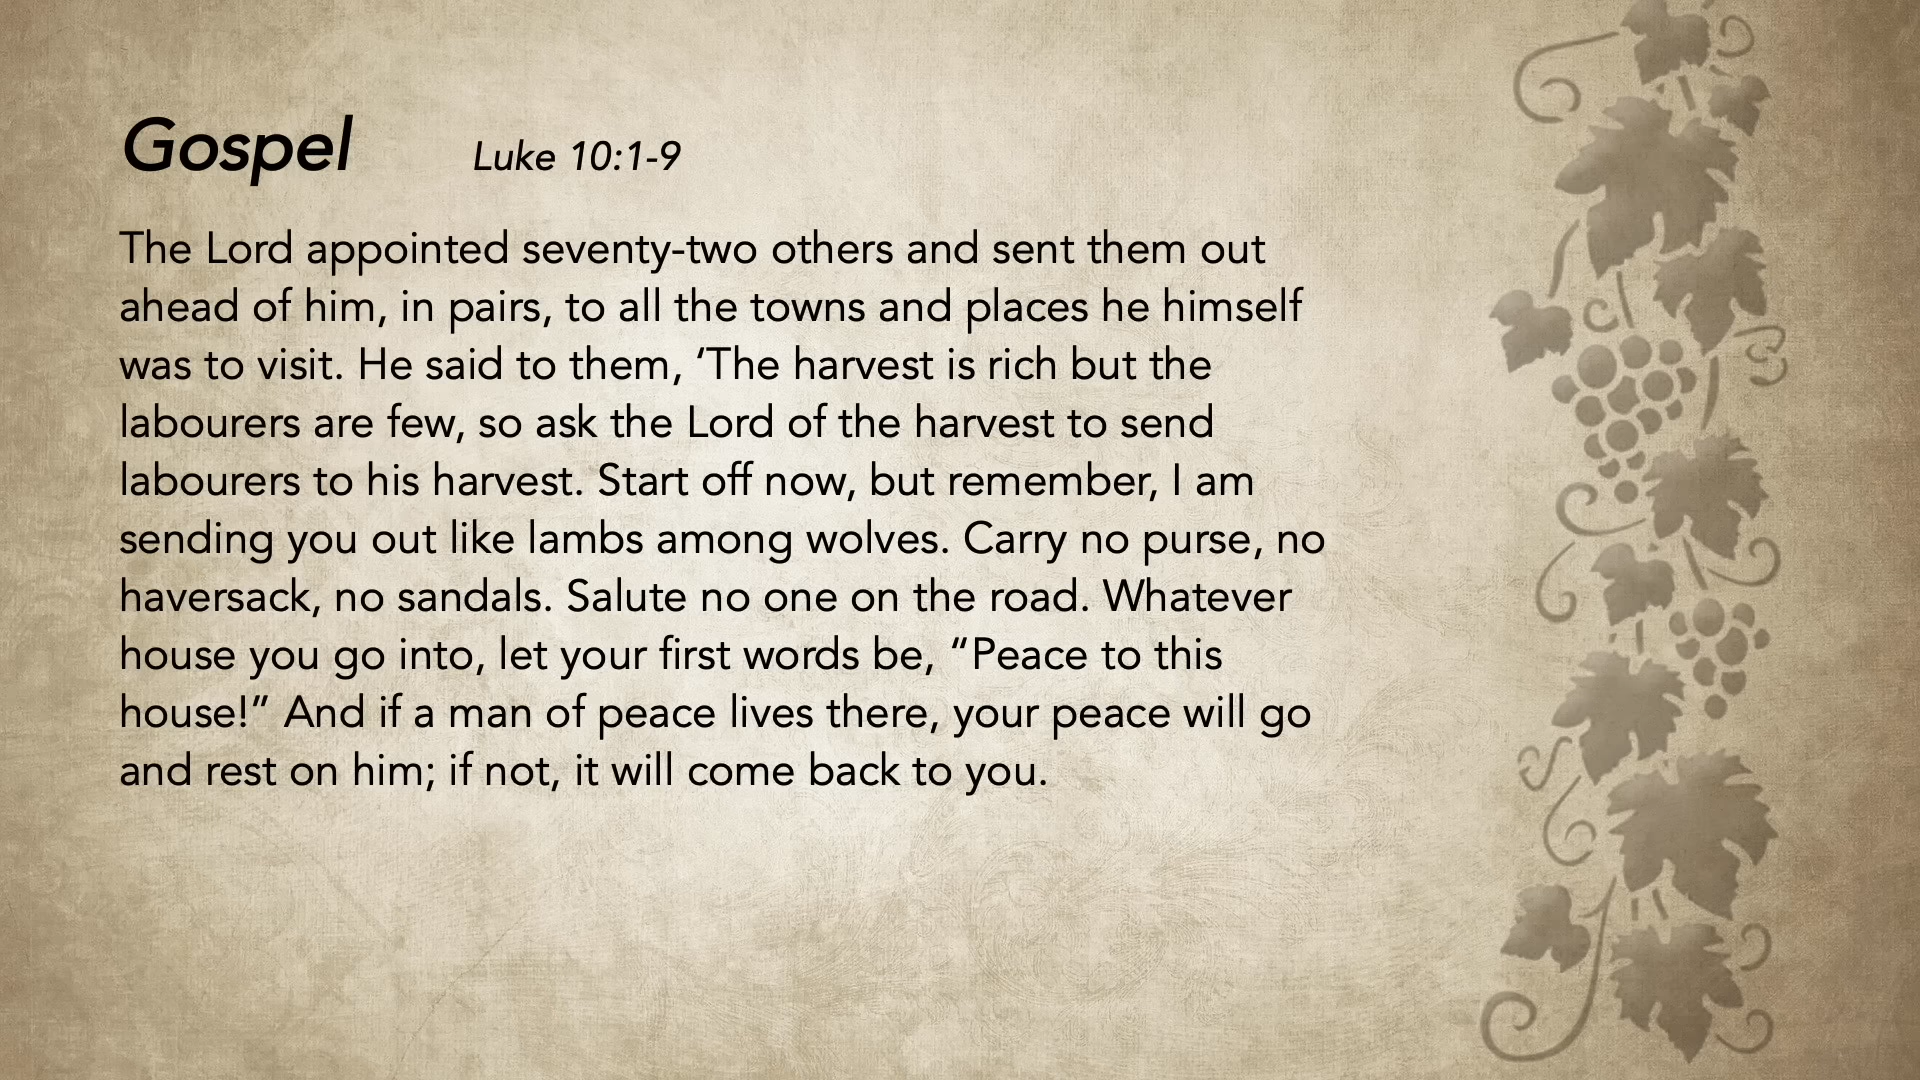 Gospel Luke 10:1-9
The Lord appointed seventy-two others and sent them out
ahead of him, in pairs, to all the towns and places he himself
was to visit. He said to them, ‘The harvest is rich but the
labourers are few, so ask the Lord of the harvest to send
labourers to his harvest. Start off now, but remember, I am
sending you out like lambs among wolves. Carry no purse, no
haversack, no sandals. Salute no one on the road. Whatever
house you go into, let your first words be, “Peace to this
house!” And if a man of peace lives there, your peace will go
and rest on him; if not, it will come back to you.